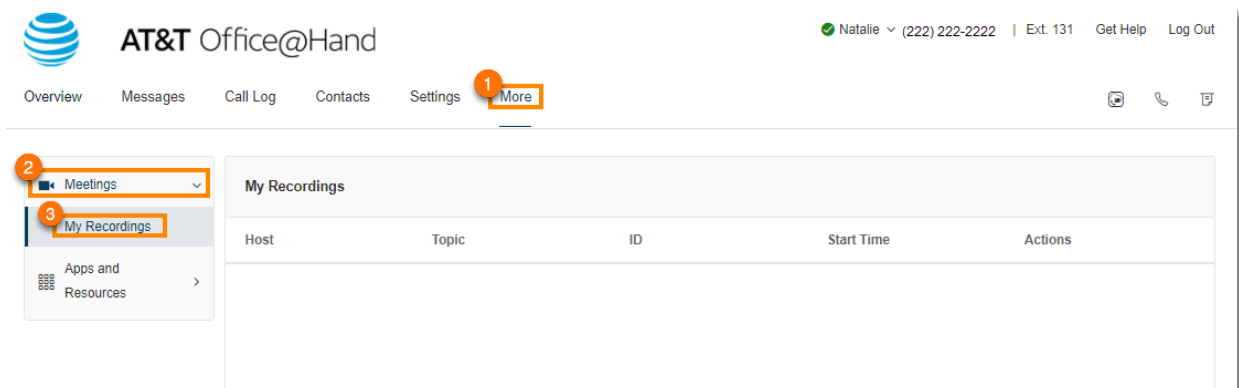 AT&T Office@Hand
Natalie (222) 222-2222 | Ext. 131 Get Help Log Out
Overview Messages Call Log Contacts Settings 1 More
2 Meetings
3 My Recordings
Apps and
Resources
My Recordings
Host Topic ID Start Time Actions